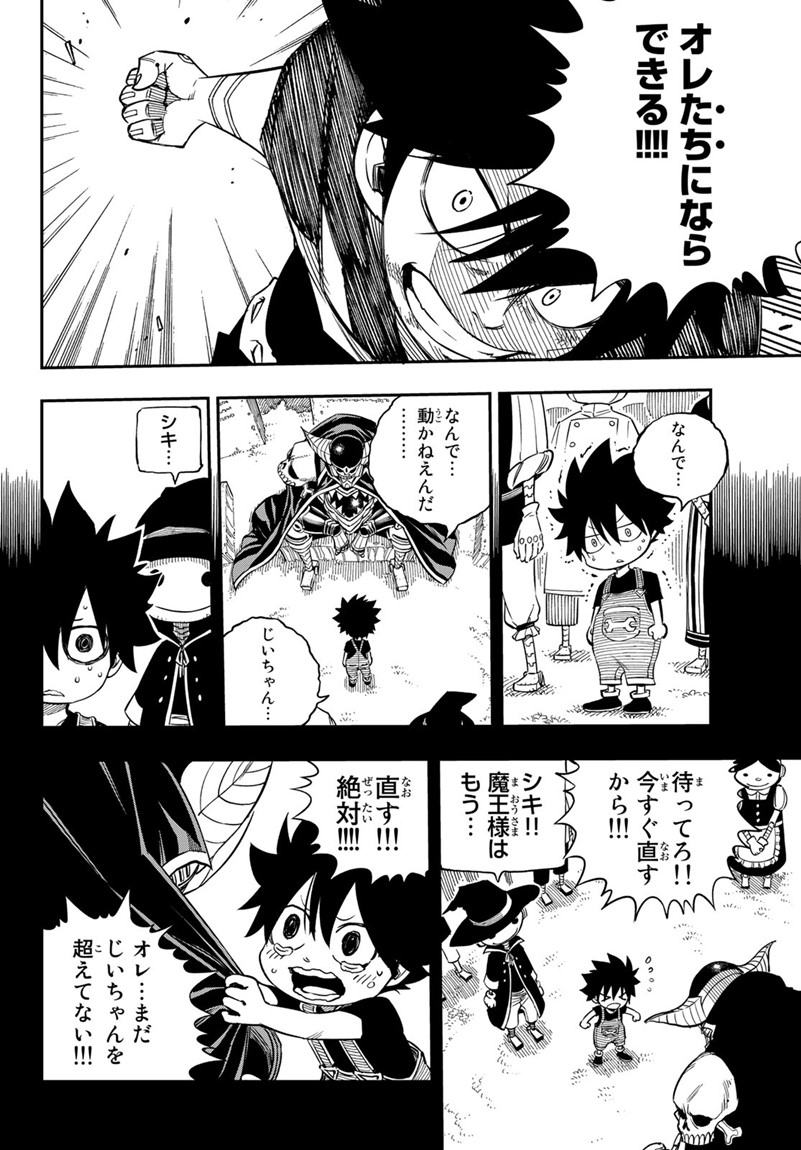 オレたちになら
できる!!!!
なんで…
なんで…
動かねえんだ
………
じいちゃん…
シキ…
待ってろ!!
今すぐ直す
から!!!
シキ!!
魔王様は
もう…
直す!!!
絶対!!!!
オレ…まだ
じいちゃんを
超えてない!!!